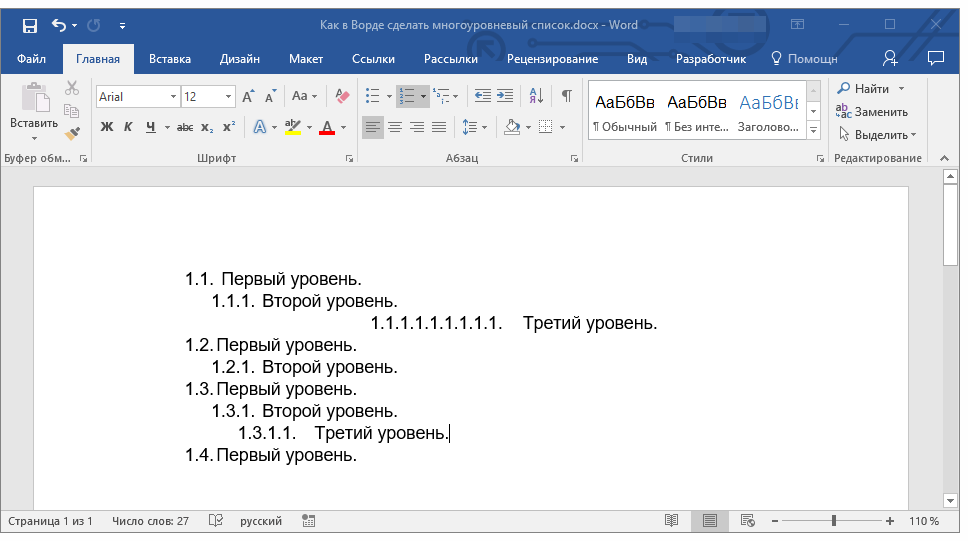 Как в Ворде сделать многоуровневый список.docx - Word
Файл Главная Вставка Дизайн Макет Ссылки Рассылки Рецензирование Вид Разработчик Помощн
Вставить
Arial 12 Aa
Ж К Ч abc x₂ x² A aby A
АЯ ¶
АаБбВв АаБбВв АаБбВı
¶ Обычный ¶ Без инте... Заголово...
Найти
Заменить
Выделить
Буфер обм... Шрифт Абзац Стили Редактирование
1.1. Первый уровень.
1.1.1. Второй уровень.
1.1.1.1.1.1.1.1.1. Третий уровень.
1.2. Первый уровень.
1.2.1. Второй уровень.
1.3. Первый уровень.
1.3.1. Второй уровень.
1.3.1.1. Третий уровень.
1.4. Первый уровень.
Страница 1 из 1 Число слов: 27 русский 110 %